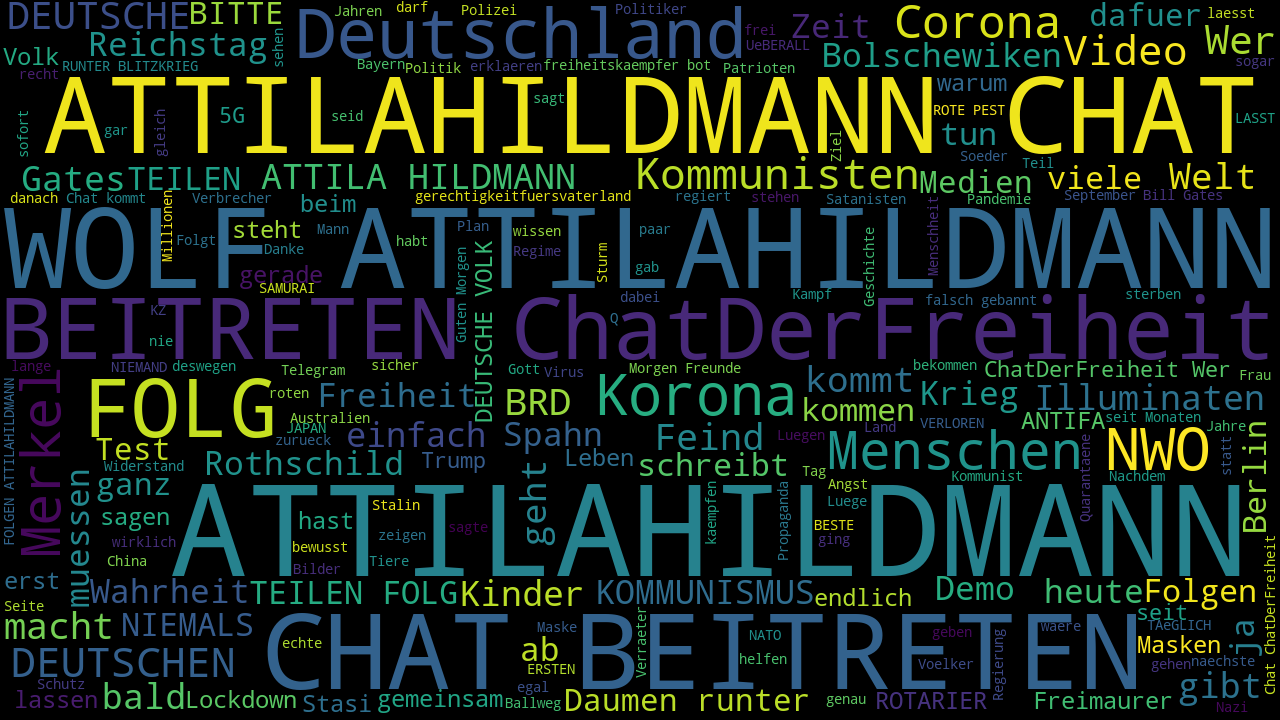 DEUTSCHE
BITTE
Jahren
darf
Polizei
Deutschland
Politiker
frei
UeBERALL
Zeit
Corona
dafuer
laesst
Wer
sogar
Volk
Reichstag
sehen
RUNTER BLITZKRIEG
recht
Bayern
Politik
erklaeren
freiheitskaempfer bot
Patrioten
Bolschewiken
Video
warum
ATTILAHILDMANN CHAT
sofort
gar
gleich
5G
seid
sagt
Ziel
ROTE PEST
tun
LASST
Soeder
Teil
Gates
TEILEN
ATTILA HILDMANN
Kommunisten
Medien
viele
Welt
danach
Chat kommt
Millionen
Verbrecher
beim
gerechtigkeitfuersvaterland
regiert
stehen
Satanisten
Pandemie
September
Bill Gates
WOLF ATTILAHILDMANN
Folgt
steht
Danke
Mann
habt
Plan
wissen
Regime
Sturm
paar
gab
Geschichte
Menschheit
gerade
SAMURAI
Guten Morgen
DEUTSCHE VOLK
dabei
Kampf
falsch gebannt
sterben
BEITRETEN ChatDerFreiheit
KZ
nie
Q
lange
NIEMAND
deswegen
Telegram
sicher
Gott
Virus
Morgen Freunde
bekommen
ChatDerFreiheit Wer
Frau
FOLGEN ATTILAHILDMANN
Merkel
FOLG
roten
Freiheit
BRD
Korona
kommt
kommen
Krieg
Illuminaten
Australien
JAPAN
zurueck
einfach
Spahn
Feind
Luegen
Land
VERLOREN
ANTIFA
seit Monaten
Jahre
Test
Widerstand
Rothschild
Trump
Leben
schreibt
Tag
Menschen
Kommunist
Quarantaene
NWO
Nachdem
statt
Berlin
muessen
ganz
geht
Angst
Luege
ATTILAHILDMANN
sagen
wirklich
China
hast
bewusst
Bilder
Stalin
zeigen
Tiere
sagte
kaempfen
Propaganda
BESTE
ging
erst
Seite
Wahrheit
TEILEN FOLG
Kinder
KOMMUNISMUS
endlich
Demo
heute
Folgen
Chat ChatDerFreiheit
macht
NIEMALS
CHAT BEITRETEN
echte
ab
Maske
ERSTEN
Verraeter
NATO
helfen
geben
Voelker
Regierung
waere
seit
TAeGLICH
Masken
gehen
naechste
ja
DEUTSCHEN
Schutz
lassen
bald
Lockdown
Stasi
gemeinsam
egal
Ballweg
Daumen runter
genau
ROTARIER
Freimaurer
gibt
Nazi